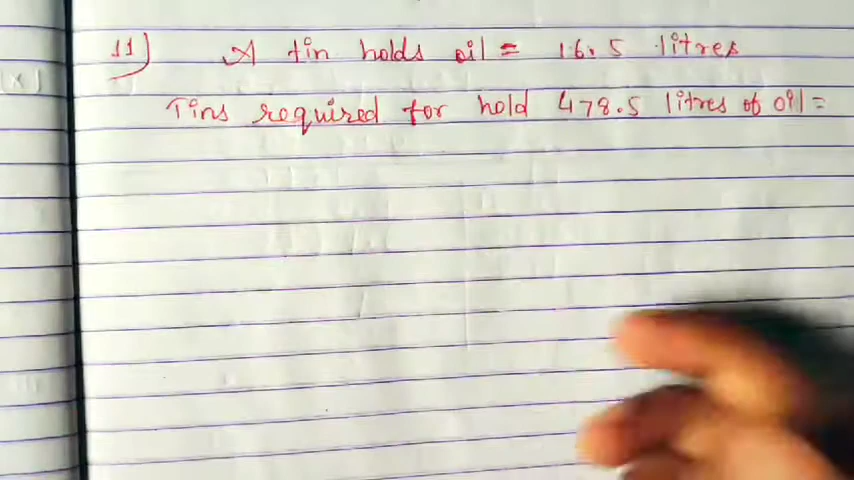 11) A tin holds oil = 16.5 litres
Tins required for hold 478.5 litres of oil =